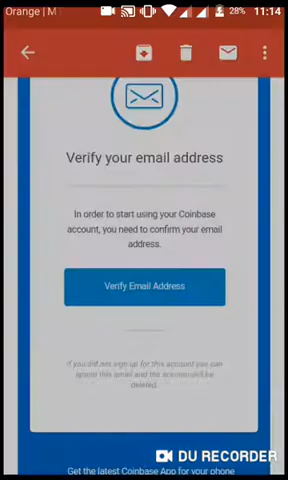 Orange | M
28% 11:14
Verify your email address
In order to start using your Coinbase
account, you need to confirm your email
address.
Verify Email Address
If you did not sign up for this account you can
ignore this email and the account will be
deleted.
DU RECORDER
Get the latest Coinbase App for your phone